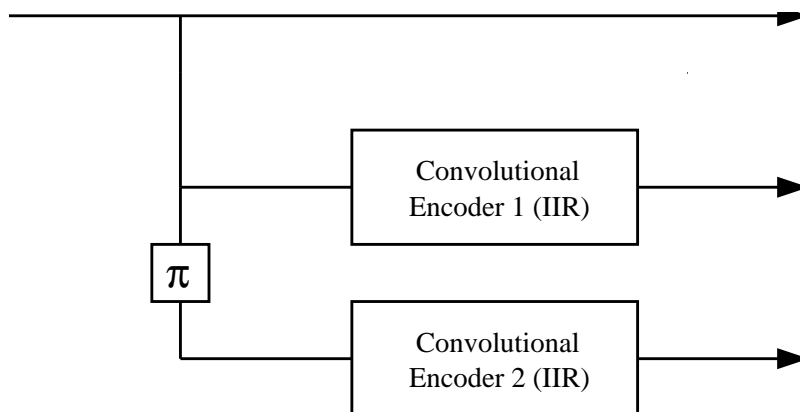 Convolutional
Encoder 1 (IIR)
π
Convolutional
Encoder 2 (IIR)